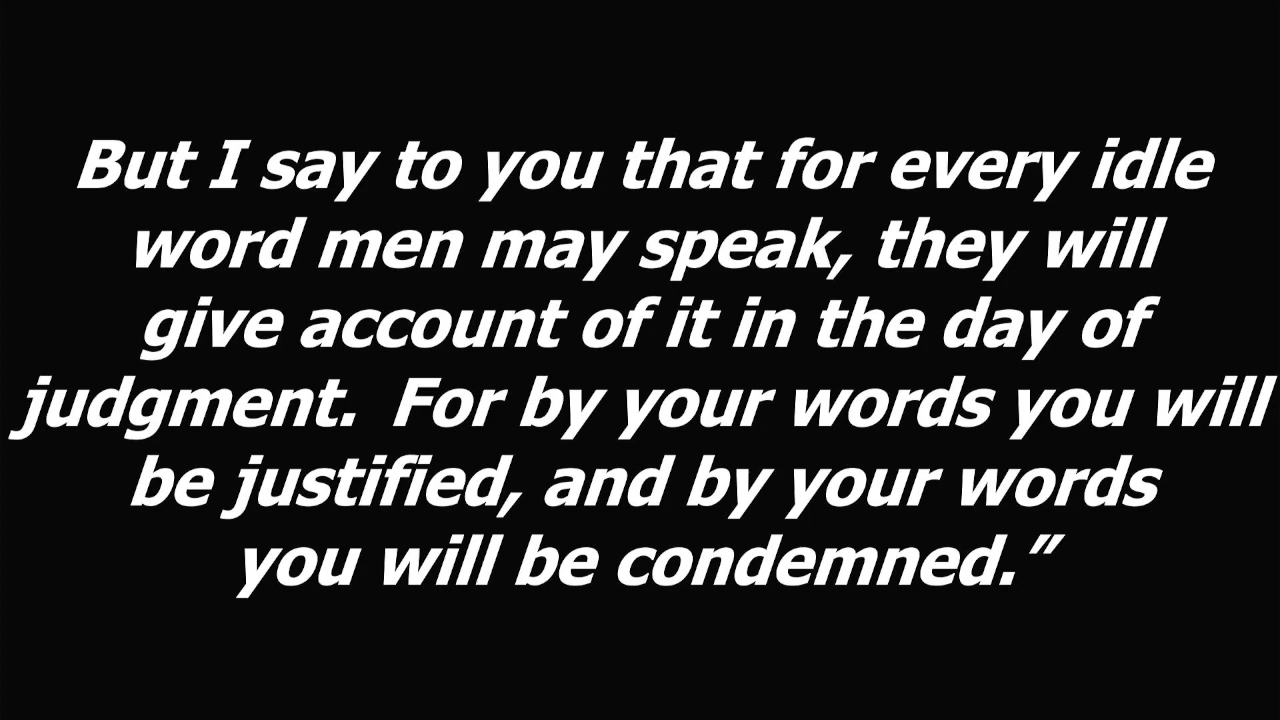 But I say to you that for every idle
word men may speak, they will
give account of it in the day of
judgment.  For by your words you will
be justified, and by your words
you will be condemned.”